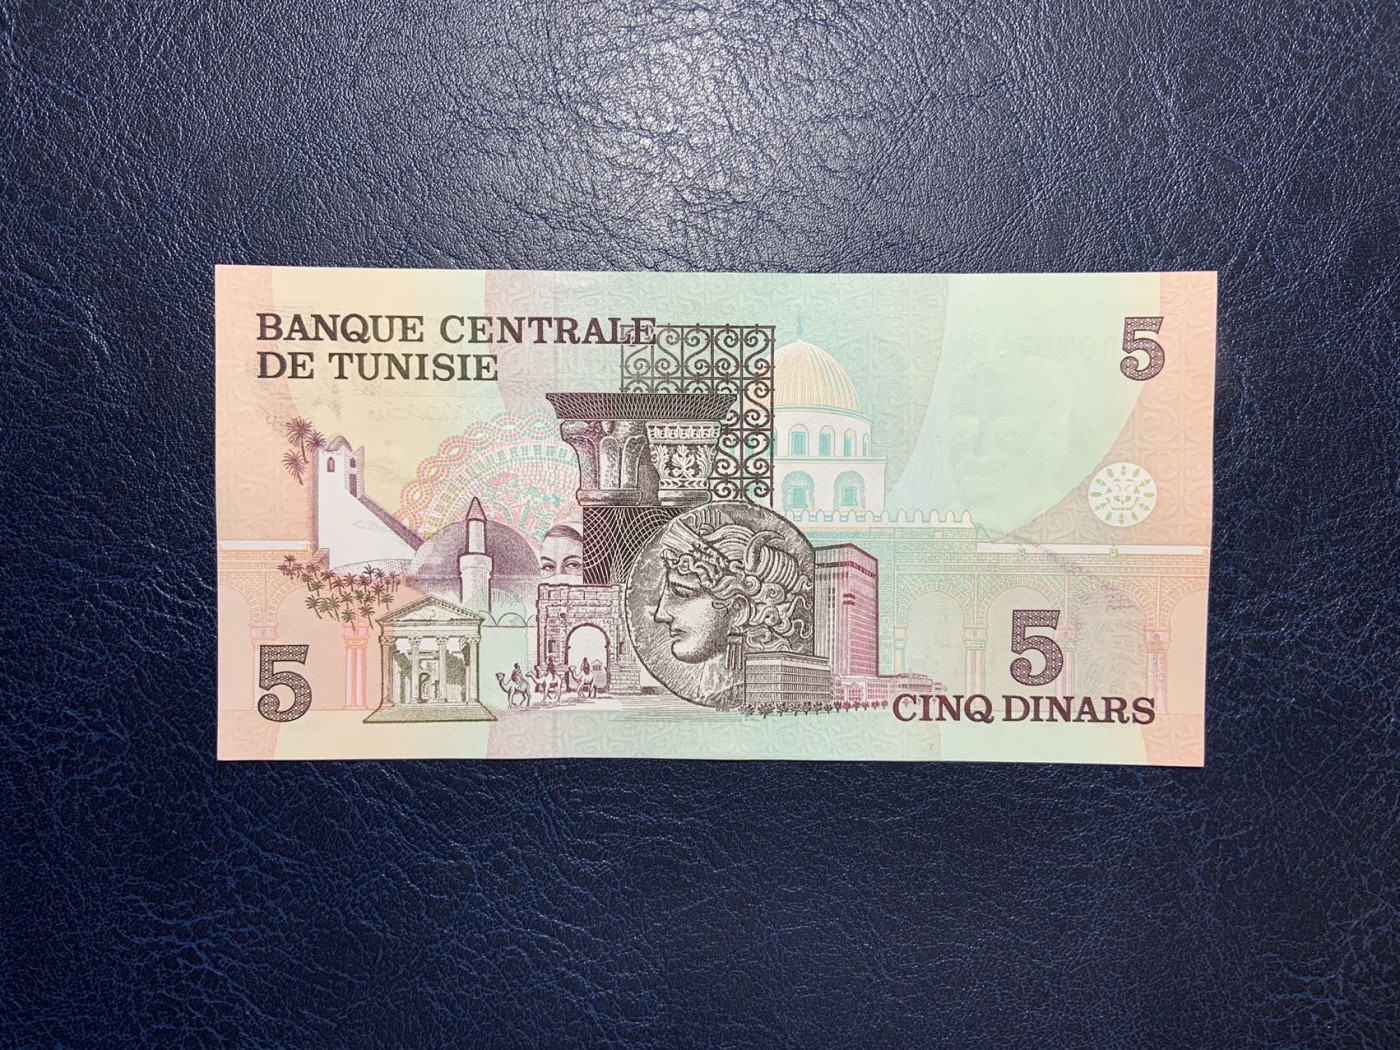 BANQUE CENTRALE
DE TUNISIE
5
5
5
CINQ DINARS